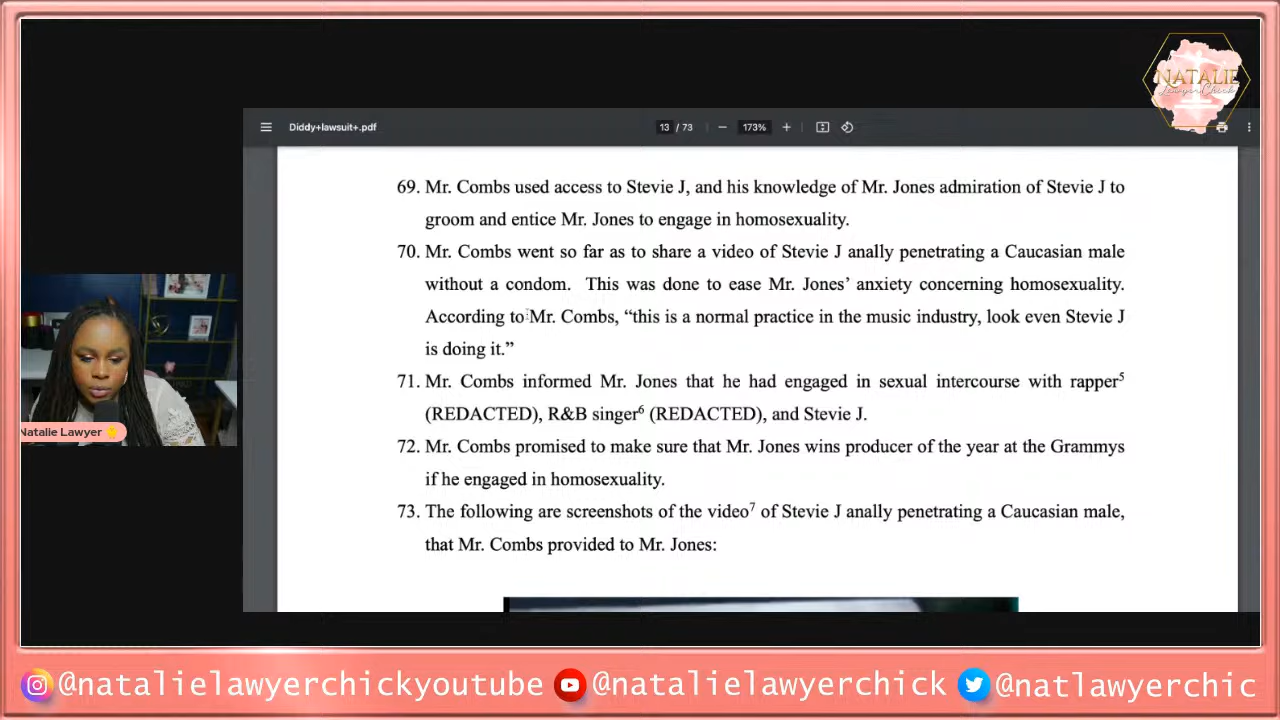 NATALIE
LawyerChick
Diddy+lawsuit+.pdf
13 / 73
173%
69. Mr. Combs used access to Stevie J, and his knowledge of Mr. Jones admiration of Stevie J to
groom and entice Mr. Jones to engage in homosexuality.
70. Mr. Combs went so far as to share a video of Stevie J anally penetrating a Caucasian male
without a condom. This was done to ease Mr. Jones’ anxiety concerning homosexuality.
According to Mr. Combs, “this is a normal practice in the music industry, look even Stevie J
is doing it.”
71. Mr. Combs informed Mr. Jones that he had engaged in sexual intercourse with rapper⁵
(REDACTED), R&B singer⁶ (REDACTED), and Stevie J.
72. Mr. Combs promised to make sure that Mr. Jones wins producer of the year at the Grammys
if he engaged in homosexuality.
73. The following are screenshots of the video⁷ of Stevie J anally penetrating a Caucasian male,
that Mr. Combs provided to Mr. Jones:
Natalie Lawyer
@natalielawyerchickyoutube @natalielawyerchick @natlawyerchic